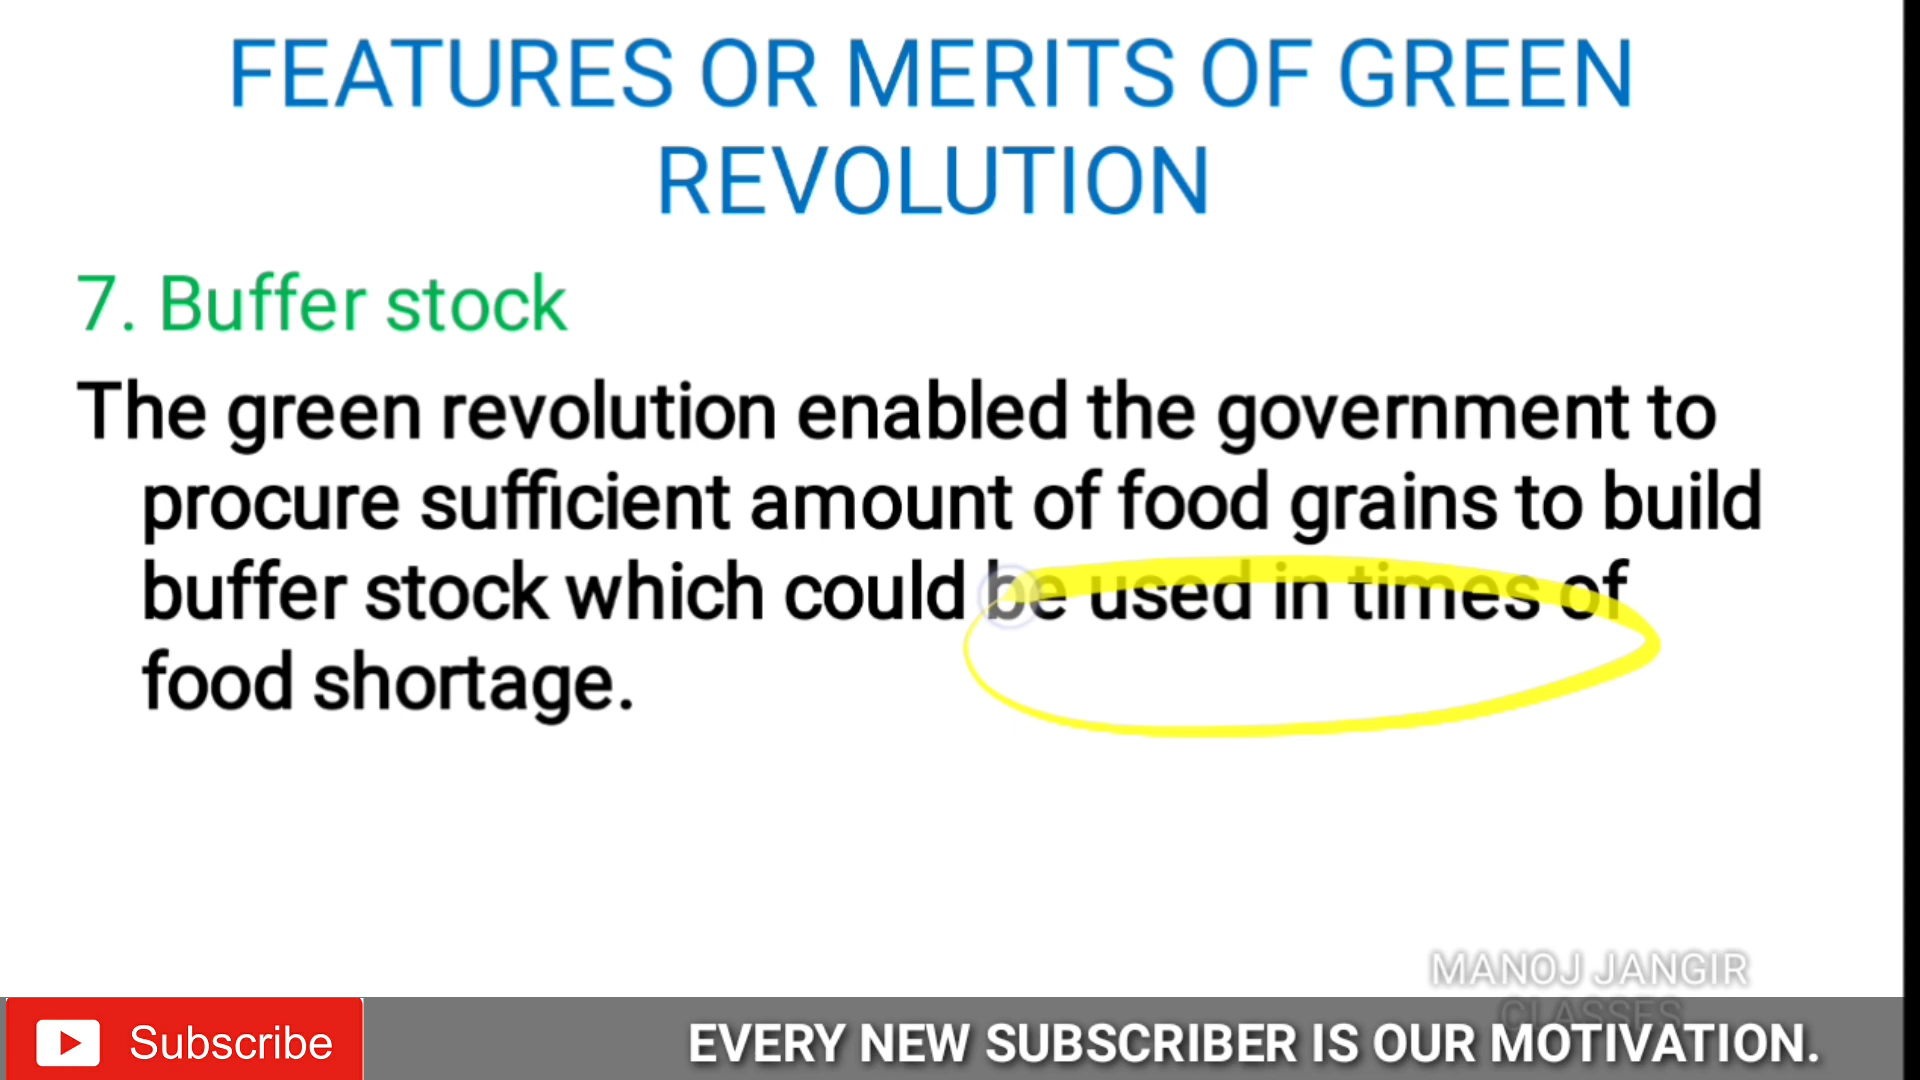 FEATURES OR MERITS OF GREEN
REVOLUTION
7. Buffer stock
The green revolution enabled the government to
procure sufficient amount of food grains to build
buffer stock which could be used in times of
food shortage.
MANOJ JANGIR
CLASSES
Subscribe
EVERY NEW SUBSCRIBER IS OUR MOTIVATION.